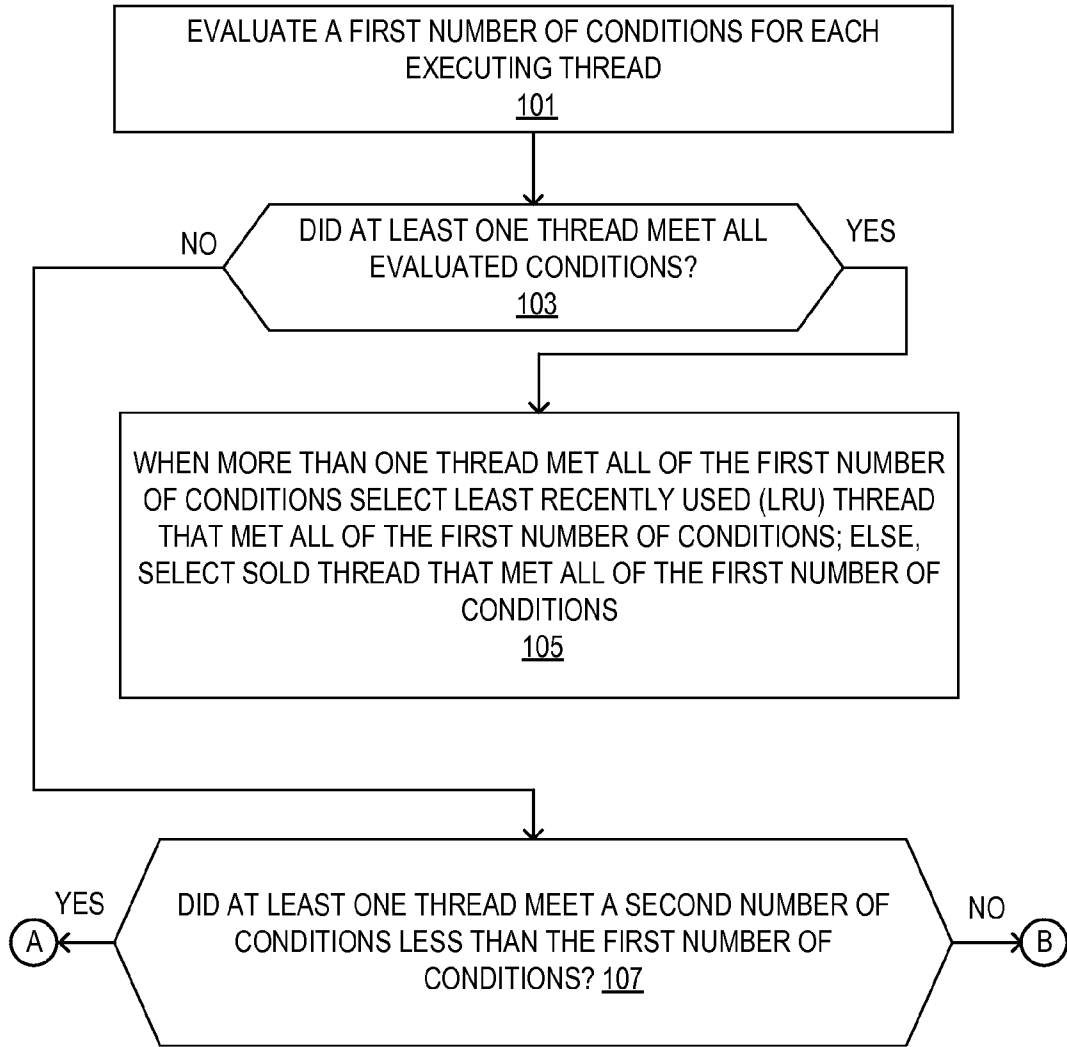 EVALUATE A FIRST NUMBER OF CONDITIONS FOR EACH
EXECUTING THREAD
101
NO
DID AT LEAST ONE THREAD MEET ALL
EVALUATED CONDITIONS?
103
YES
WHEN MORE THAN ONE THREAD MET ALL OF THE FIRST NUMBER
OF CONDITIONS SELECT LEAST RECENTLY USED (LRU) THREAD
THAT MET ALL OF THE FIRST NUMBER OF CONDITIONS; ELSE,
SELECT SOLD THREAD THAT MET ALL OF THE FIRST NUMBER OF
CONDITIONS
105
YES
A
DID AT LEAST ONE THREAD MEET A SECOND NUMBER OF
CONDITIONS LESS THAN THE FIRST NUMBER OF
CONDITIONS? 107
NO
B